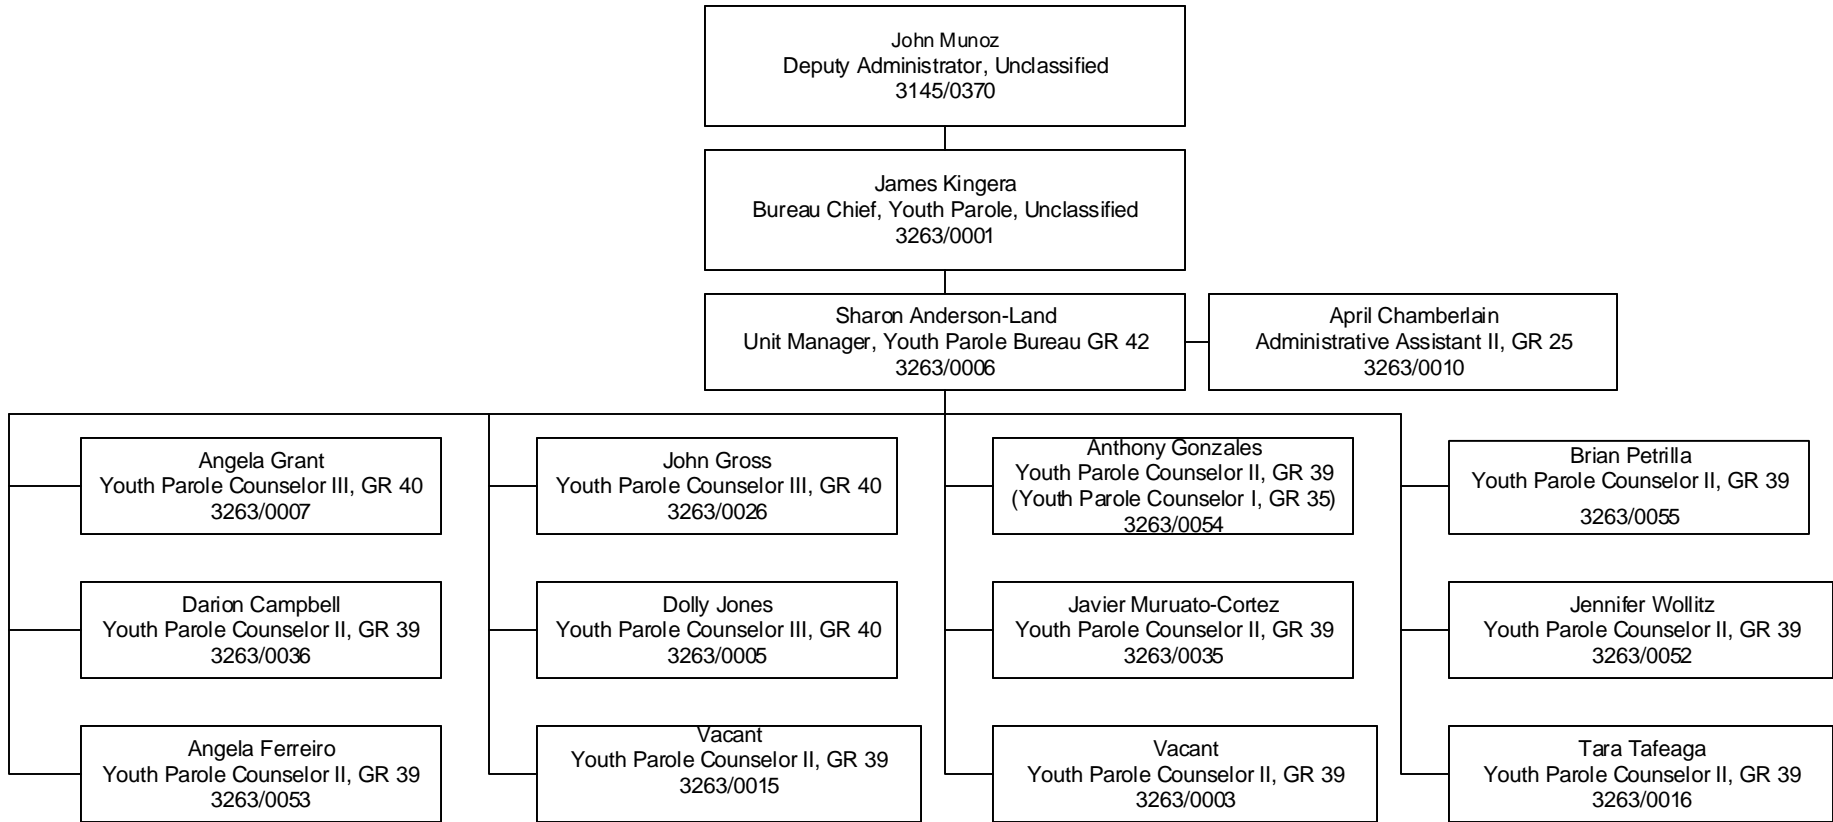 John Munoz
Deputy Administrator, Unclassified
3145/0370
James Kingera
Bureau Chief, Youth Parole, Unclassified
3263/0001
Sharon Anderson-Land
Unit Manager, Youth Parole Bureau GR 42
3263/0006
April Chamberlain
Administrative Assistant II, GR 25
3263/0010
Angela Grant
Youth Parole Counselor III, GR 40
3263/0007
John Gross
Youth Parole Counselor III, GR 40
3263/0026
Anthony Gonzales
Youth Parole Counselor II, GR 39
(Youth Parole Counselor I, GR 35)
3263/0054
Brian Petrilla
Youth Parole Counselor II, GR 39
3263/0055
Darion Campbell
Youth Parole Counselor II, GR 39
3263/0036
Dolly Jones
Youth Parole Counselor III, GR 40
3263/0005
Javier Muruato-Cortez
Youth Parole Counselor II, GR 39
3263/0035
Jennifer Wollitz
Youth Parole Counselor II, GR 39
3263/0052
Angela Ferreiro
Youth Parole Counselor II, GR 39
3263/0053
Vacant
Youth Parole Counselor II, GR 39
3263/0015
Vacant
Youth Parole Counselor II, GR 39
3263/0003
Tara Tafeaga
Youth Parole Counselor II, GR 39
3263/0016